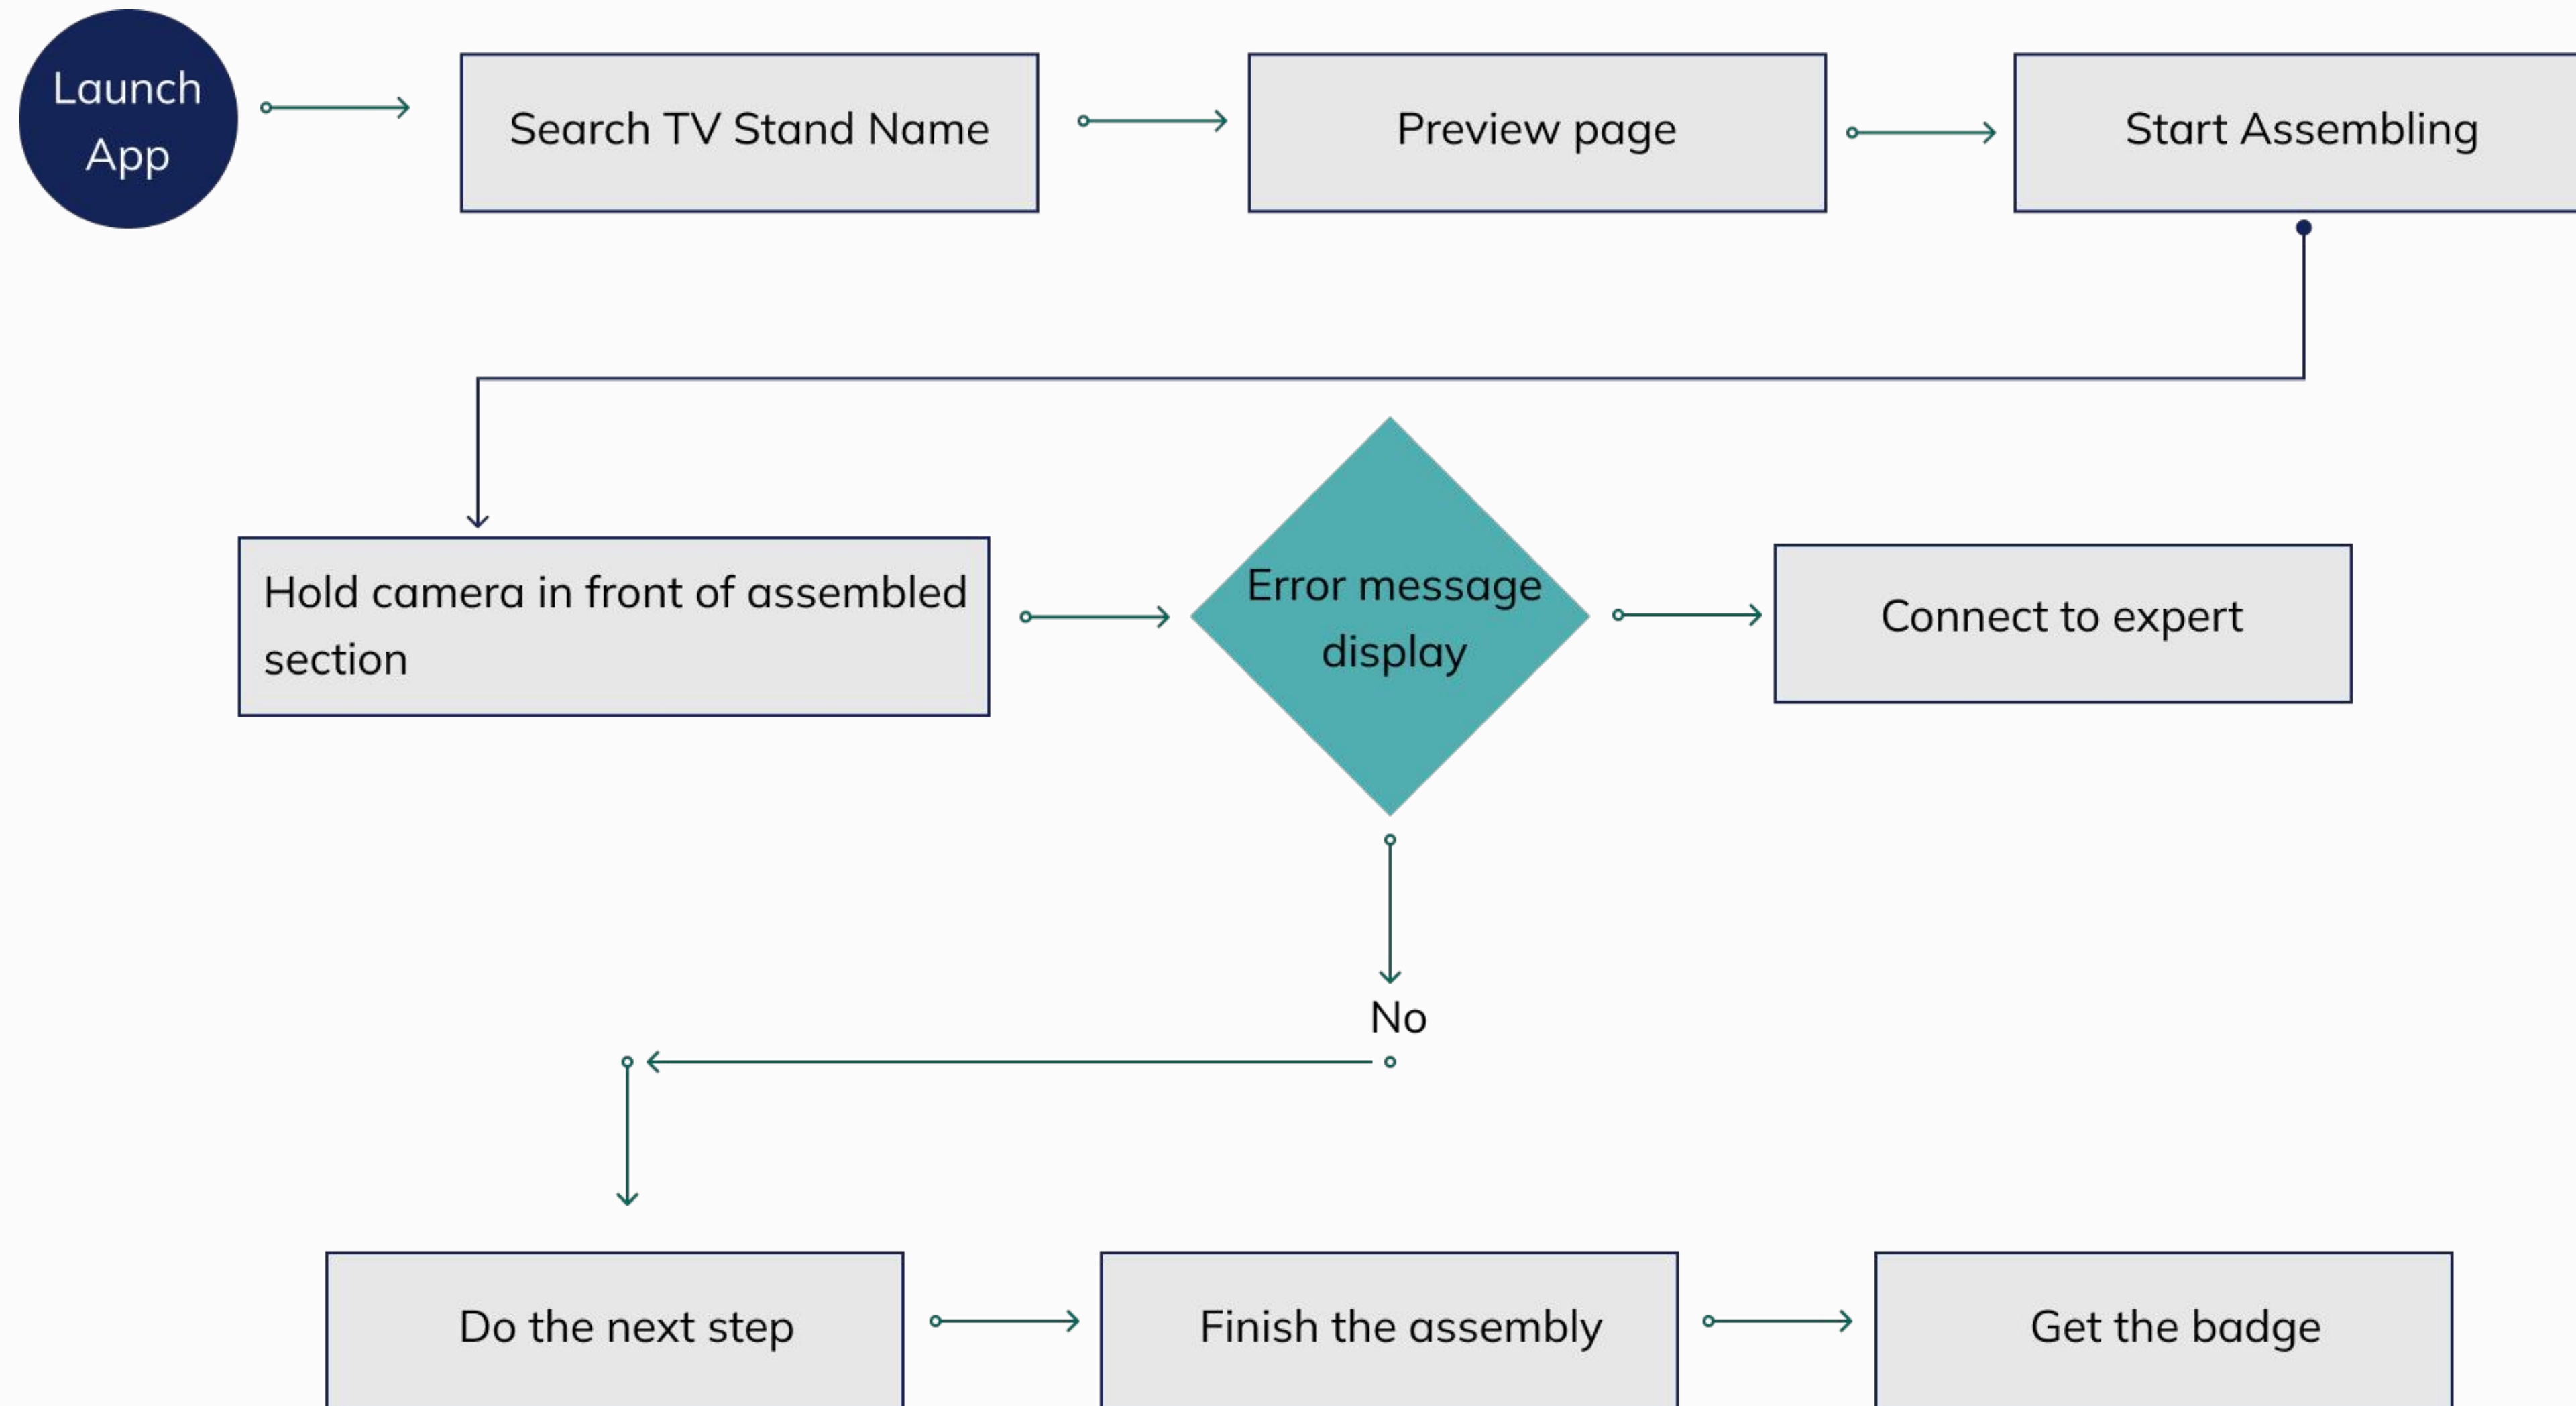 Launch
App
Search TV Stand Name
Preview page
Start Assembling
Hold camera in front of assembled
section
Error message
display
Connect to expert
No
Do the next step
Finish the assembly
Get the badge